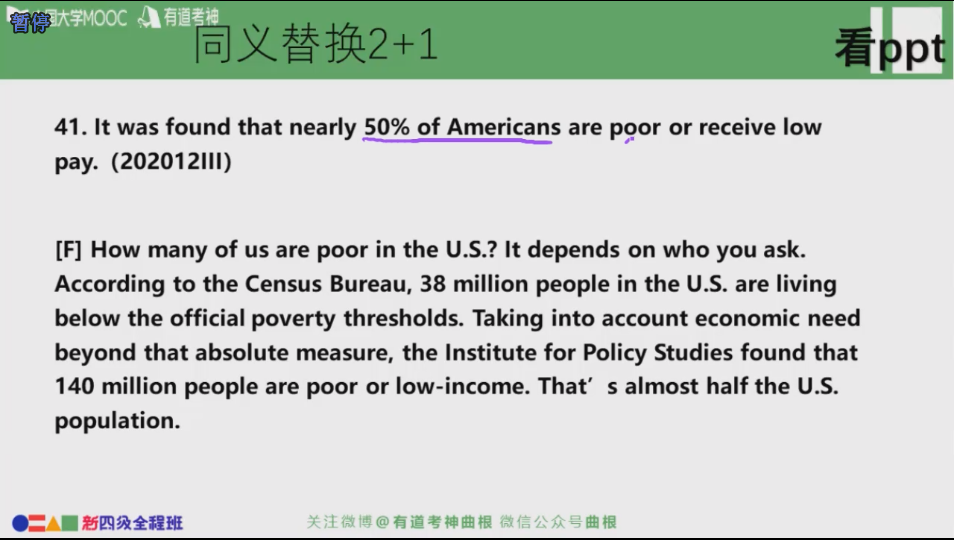 暂停
中国大学MOOC 有道考神
同义替换2+1
看ppt
41. It was found that nearly 50% of Americans are poor or receive low
pay. (202012III)
[F] How many of us are poor in the U.S.? It depends on who you ask.
According to the Census Bureau, 38 million people in the U.S. are living
below the official poverty thresholds. Taking into account economic need
beyond that absolute measure, the Institute for Policy Studies found that
140 million people are poor or low-income. That’s almost half the U.S.
population.
新四级全程班
关注微博@有道考神曲根 微信公众号曲根